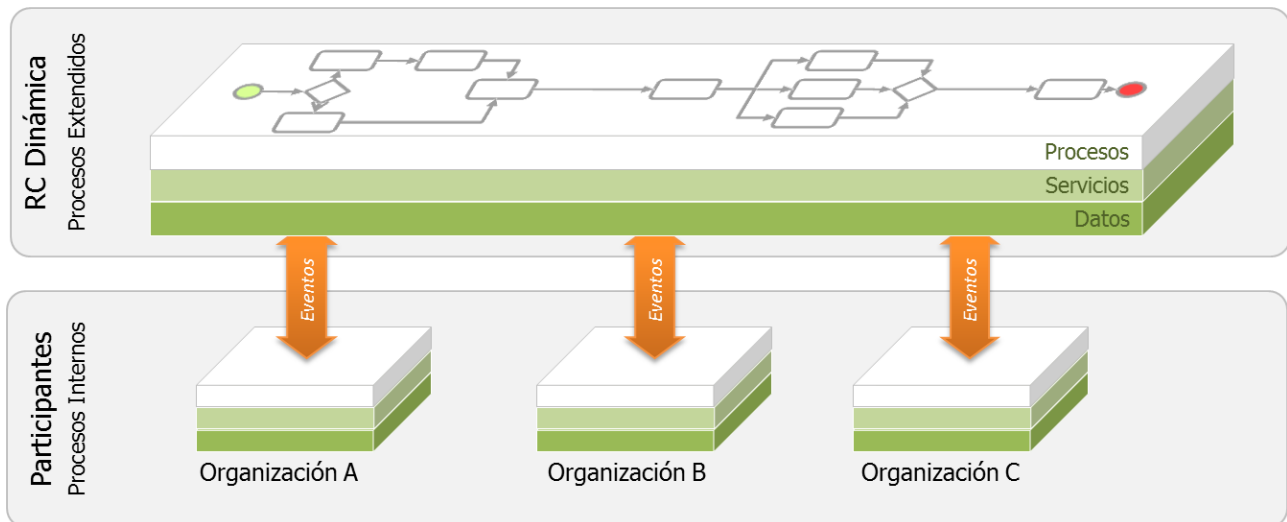 RC Dinámica
Procesos Extendidos
Procesos
Servicios
Datos
Eventos
Eventos
Eventos
Participantes
Procesos Internos
Organización A
Organización B
Organización C